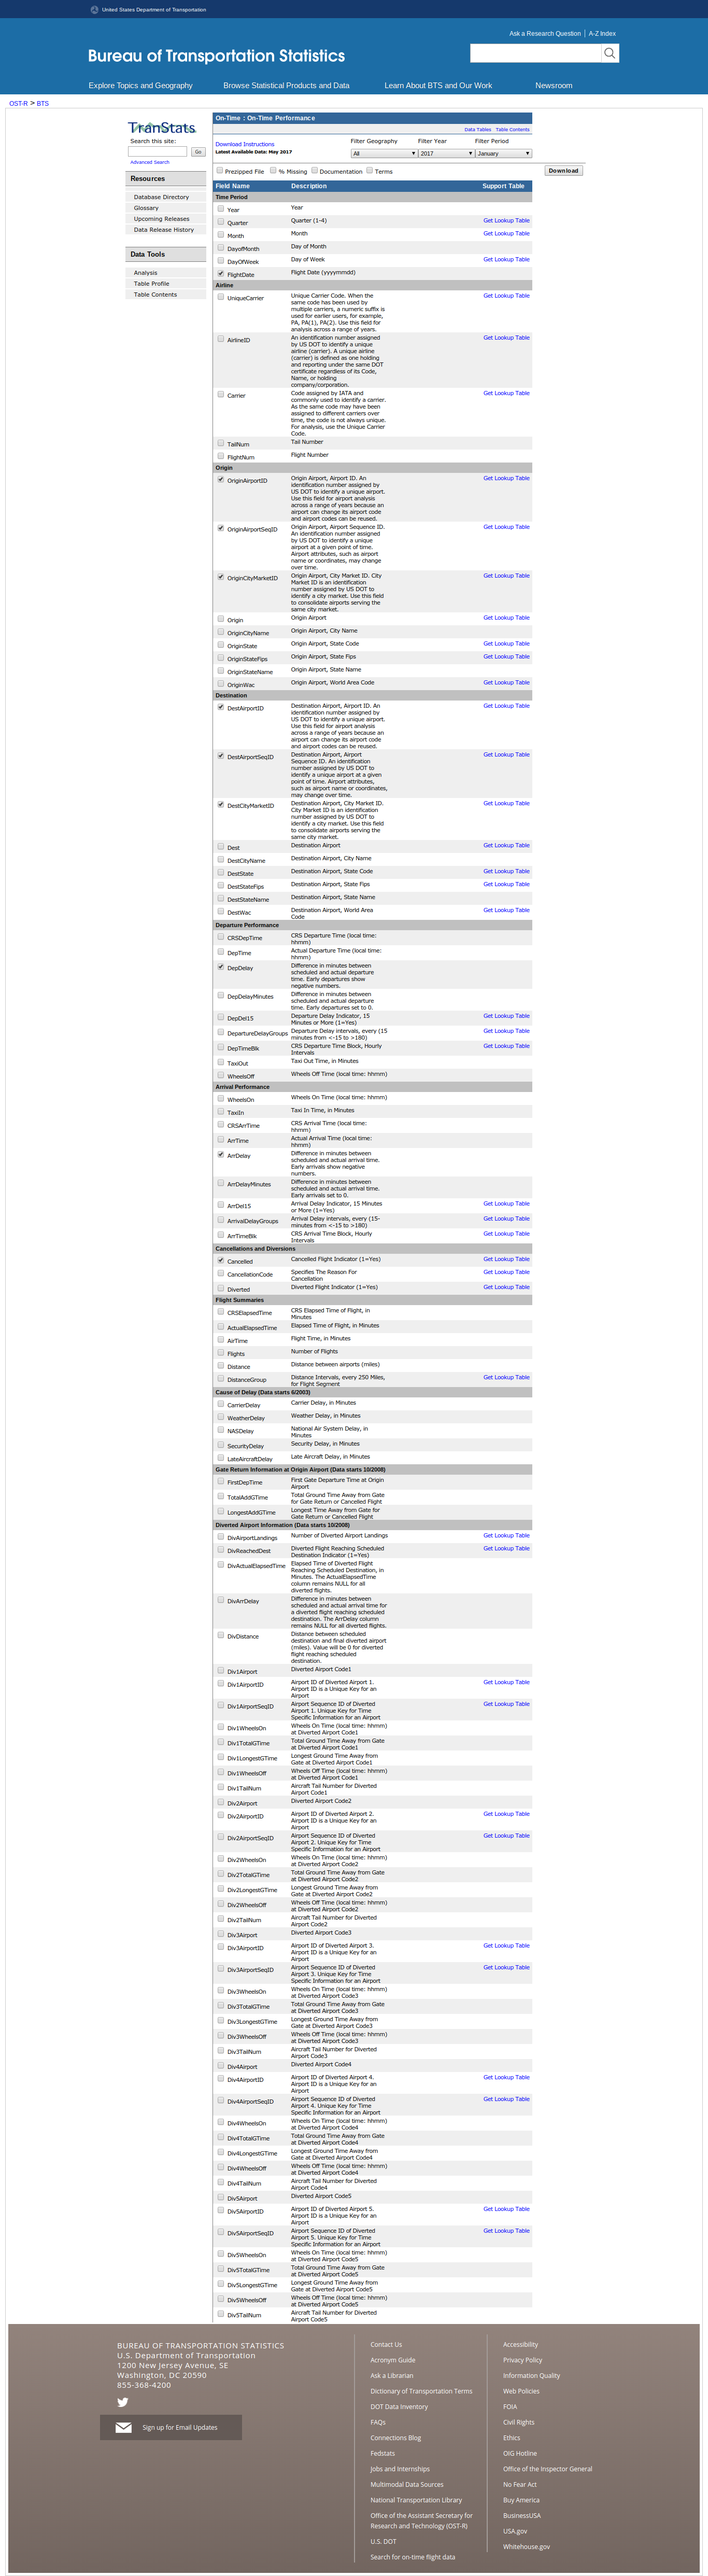 United States Department of Transportation
Ask a Research Question | A-Z Index
Bureau of Transportation Statistics
Explore Topics and Geography Browse Statistical Products and Data Learn About BTS and Our Work Newsroom
OST-R > BTS
TranStats
Search this site:
Go
Advanced Search
Resources
Database Directory
Glossary
Upcoming Releases
Data Release History
Data Tools
Analysis
Table Profile
Table Contents
On-Time : On-Time Performance
Data Tables Table Contents
Download Instructions
Latest Available Data: May 2017
Filter Geography Filter Year Filter Period
All 2017 January
Prezipped File % Missing Documentation Terms
Download
Field Name Description Support Table
Time Period
Year Year
Quarter Quarter (1-4) Get Lookup Table
Month Month Get Lookup Table
DayofMonth Day of Month
DayOfWeek Day of Week Get Lookup Table
FlightDate Flight Date (yyyymmdd)
Airline
UniqueCarrier Unique Carrier Code. When the Get Lookup Table
same code has been used by
multiple carriers, a numeric suffix is
used for earlier users, for example,
PA, PA(1), PA(2). Use this field for
analysis across a range of years.
AirlineID An identification number assigned Get Lookup Table
by US DOT to identify a unique
airline (carrier). A unique airline
(carrier) is defined as one holding
and reporting under the same DOT
certificate regardless of its Code,
Name, or holding
company/corporation.
Carrier Code assigned by IATA and Get Lookup Table
commonly used to identify a carrier.
As the same code may have been
assigned to different carriers over
time, the code is not always unique.
For analysis, use the Unique Carrier
Code.
TailNum Tail Number
FlightNum Flight Number
Origin
OriginAirportID Origin Airport, Airport ID. An Get Lookup Table
identification number assigned by
US DOT to identify a unique airport.
Use this field for airport analysis
across a range of years because an
airport can change its airport code
and airport codes can be reused.
OriginAirportSeqID Origin Airport, Airport Sequence ID. Get Lookup Table
An identification number assigned
by US DOT to identify a unique
airport at a given point of time.
Airport attributes, such as airport
name or coordinates, may change
over time.
OriginCityMarketID Origin Airport, City Market ID. City Get Lookup Table
Market ID is an identification
number assigned by US DOT to
identify a city market. Use this field
to consolidate airports serving the
same city market.
Origin Origin Airport Get Lookup Table
OriginCityName Origin Airport, City Name
OriginState Origin Airport, State Code Get Lookup Table
OriginStateFips Origin Airport, State Fips Get Lookup Table
OriginStateName Origin Airport, State Name
OriginWac Origin Airport, World Area Code Get Lookup Table
Destination
DestAirportID Destination Airport, Airport ID. An Get Lookup Table
identification number assigned by
US DOT to identify a unique airport.
Use this field for airport analysis
across a range of years because an
airport can change its airport code
and airport codes can be reused.
DestAirportSeqID Destination Airport, Airport Get Lookup Table
Sequence ID. An identification
number assigned by US DOT to
identify a unique airport at a given
point of time. Airport attributes,
such as airport name or coordinates,
may change over time.
DestCityMarketID Destination Airport, City Market ID. Get Lookup Table
City Market ID is an identification
number assigned by US DOT to
identify a city market. Use this field
to consolidate airports serving the
same city market.
Dest Destination Airport Get Lookup Table
DestCityName Destination Airport, City Name
DestState Destination Airport, State Code Get Lookup Table
DestStateFips Destination Airport, State Fips Get Lookup Table
DestStateName Destination Airport, State Name
DestWac Destination Airport, World Area Get Lookup Table
Code
Departure Performance
CRSDepTime CRS Departure Time (local time:
hhmm)
DepTime Actual Departure Time (local time:
hhmm)
DepDelay Difference in minutes between
scheduled and actual departure
time. Early departures show
negative numbers.
DepDelayMinutes Difference in minutes between
scheduled and actual departure
time. Early departures set to 0.
DepDel15 Departure Delay Indicator, 15 Get Lookup Table
Minutes or More (1=Yes)
DepartureDelayGroups Departure Delay intervals, every (15 Get Lookup Table
minutes from <-15 to >180)
DepTimeBlk CRS Departure Time Block, Hourly Get Lookup Table
Intervals
TaxiOut Taxi Out Time, in Minutes
WheelsOff Wheels Off Time (local time: hhmm)
Arrival Performance
WheelsOn Wheels On Time (local time: hhmm)
TaxiIn Taxi In Time, in Minutes
CRSArrTime CRS Arrival Time (local time:
hhmm)
ArrTime Actual Arrival Time (local time:
hhmm)
ArrDelay Difference in minutes between
scheduled and actual arrival time.
Early arrivals show negative
numbers.
ArrDelayMinutes Difference in minutes between
scheduled and actual arrival time.
Early arrivals set to 0.
ArrDel15 Arrival Delay Indicator, 15 Minutes Get Lookup Table
or More (1=Yes)
ArrivalDelayGroups Arrival Delay intervals, every (15- Get Lookup Table
minutes from <-15 to >180)
ArrTimeBlk CRS Arrival Time Block, Hourly Get Lookup Table
Intervals
Cancellations and Diversions
Cancelled Cancelled Flight Indicator (1=Yes) Get Lookup Table
CancellationCode Specifies The Reason For Get Lookup Table
Cancellation
Diverted Diverted Flight Indicator (1=Yes) Get Lookup Table
Flight Summaries
CRSElapsedTime CRS Elapsed Time of Flight, in
Minutes
ActualElapsedTime Elapsed Time of Flight, in Minutes
AirTime Flight Time, in Minutes
Flights Number of Flights
Distance Distance between airports (miles)
DistanceGroup Distance Intervals, every 250 Miles, Get Lookup Table
for Flight Segment
Cause of Delay (Data starts 6/2003)
CarrierDelay Carrier Delay, in Minutes
WeatherDelay Weather Delay, in Minutes
NASDelay National Air System Delay, in
Minutes
SecurityDelay Security Delay, in Minutes
LateAircraftDelay Late Aircraft Delay, in Minutes
Gate Return Information at Origin Airport (Data starts 10/2008)
FirstDepTime First Gate Departure Time at Origin
Airport
TotalAddGTime Total Ground Time Away from Gate
for Gate Return or Cancelled Flight
LongestAddGTime Longest Time Away from Gate for
Gate Return or Cancelled Flight
Diverted Airport Information (Data starts 10/2008)
DivAirportLandings Number of Diverted Airport Landings Get Lookup Table
DivReachedDest Diverted Flight Reaching Scheduled Get Lookup Table
Destination Indicator (1=Yes)
DivActualElapsedTime Elapsed Time of Diverted Flight
Reaching Scheduled Destination, in
Minutes. The ActualElapsedTime
column remains NULL for all
diverted flights.
DivArrDelay Difference in minutes between
scheduled and actual arrival time for
a diverted flight reaching scheduled
destination. The ArrDelay column
remains NULL for all diverted flights.
DivDistance Distance between scheduled
destination and final diverted airport
(miles). Value will be 0 for diverted
flight reaching scheduled
destination.
Div1Airport Diverted Airport Code1
Div1AirportID Airport ID of Diverted Airport 1. Get Lookup Table
Airport ID is a Unique Key for an
Airport
Div1AirportSeqID Airport Sequence ID of Diverted Get Lookup Table
Airport 1. Unique Key for Time
Specific Information for an Airport
Div1WheelsOn Wheels On Time (local time: hhmm)
at Diverted Airport Code1
Div1TotalGTime Total Ground Time Away from Gate
at Diverted Airport Code1
Div1LongestGTime Longest Ground Time Away from
Gate at Diverted Airport Code1
Div1WheelsOff Wheels Off Time (local time: hhmm)
at Diverted Airport Code1
Div1TailNum Aircraft Tail Number for Diverted
Airport Code1
Div2Airport Diverted Airport Code2
Div2AirportID Airport ID of Diverted Airport 2. Get Lookup Table
Airport ID is a Unique Key for an
Airport
Div2AirportSeqID Airport Sequence ID of Diverted Get Lookup Table
Airport 2. Unique Key for Time
Specific Information for an Airport
Div2WheelsOn Wheels On Time (local time: hhmm)
at Diverted Airport Code2
Div2TotalGTime Total Ground Time Away from Gate
at Diverted Airport Code2
Div2LongestGTime Longest Ground Time Away from
Gate at Diverted Airport Code2
Div2WheelsOff Wheels Off Time (local time: hhmm)
at Diverted Airport Code2
Div2TailNum Aircraft Tail Number for Diverted
Airport Code2
Div3Airport Diverted Airport Code3
Div3AirportID Airport ID of Diverted Airport 3. Get Lookup Table
Airport ID is a Unique Key for an
Airport
Div3AirportSeqID Airport Sequence ID of Diverted Get Lookup Table
Airport 3. Unique Key for Time
Specific Information for an Airport
Div3WheelsOn Wheels On Time (local time: hhmm)
at Diverted Airport Code3
Div3TotalGTime Total Ground Time Away from Gate
at Diverted Airport Code3
Div3LongestGTime Longest Ground Time Away from
Gate at Diverted Airport Code3
Div3WheelsOff Wheels Off Time (local time: hhmm)
at Diverted Airport Code3
Div3TailNum Aircraft Tail Number for Diverted
Airport Code3
Div4Airport Diverted Airport Code4
Div4AirportID Airport ID of Diverted Airport 4. Get Lookup Table
Airport ID is a Unique Key for an
Airport
Div4AirportSeqID Airport Sequence ID of Diverted Get Lookup Table
Airport 4. Unique Key for Time
Specific Information for an Airport
Div4WheelsOn Wheels On Time (local time: hhmm)
at Diverted Airport Code4
Div4TotalGTime Total Ground Time Away from Gate
at Diverted Airport Code4
Div4LongestGTime Longest Ground Time Away from
Gate at Diverted Airport Code4
Div4WheelsOff Wheels Off Time (local time: hhmm)
at Diverted Airport Code4
Div4TailNum Aircraft Tail Number for Diverted
Airport Code4
Div5Airport Diverted Airport Code5
Div5AirportID Airport ID of Diverted Airport 5. Get Lookup Table
Airport ID is a Unique Key for an
Airport
Div5AirportSeqID Airport Sequence ID of Diverted Get Lookup Table
Airport 5. Unique Key for Time
Specific Information for an Airport
Div5WheelsOn Wheels On Time (local time: hhmm)
at Diverted Airport Code5
Div5TotalGTime Total Ground Time Away from Gate
at Diverted Airport Code5
Div5LongestGTime Longest Ground Time Away from
Gate at Diverted Airport Code5
Div5WheelsOff Wheels Off Time (local time: hhmm)
at Diverted Airport Code5
Div5TailNum Aircraft Tail Number for Diverted
Airport Code5
BUREAU OF TRANSPORTATION STATISTICS
U.S. Department of Transportation
1200 New Jersey Avenue, SE
Washington, DC 20590
855-368-4200
Sign up for Email Updates
Contact Us
Acronym Guide
Ask a Librarian
Dictionary of Transportation Terms
DOT Data Inventory
FAQs
Connections Blog
Fedstats
Jobs and Internships
Multimodal Data Sources
National Transportation Library
Office of the Assistant Secretary for
Research and Technology (OST-R)
U.S. DOT
Search for on-time flight data
Accessibility
Privacy Policy
Information Quality
Web Policies
FOIA
Civil Rights
Ethics
OIG Hotline
Office of the Inspector General
No Fear Act
Buy America
BusinessUSA
USA.gov
Whitehouse.gov